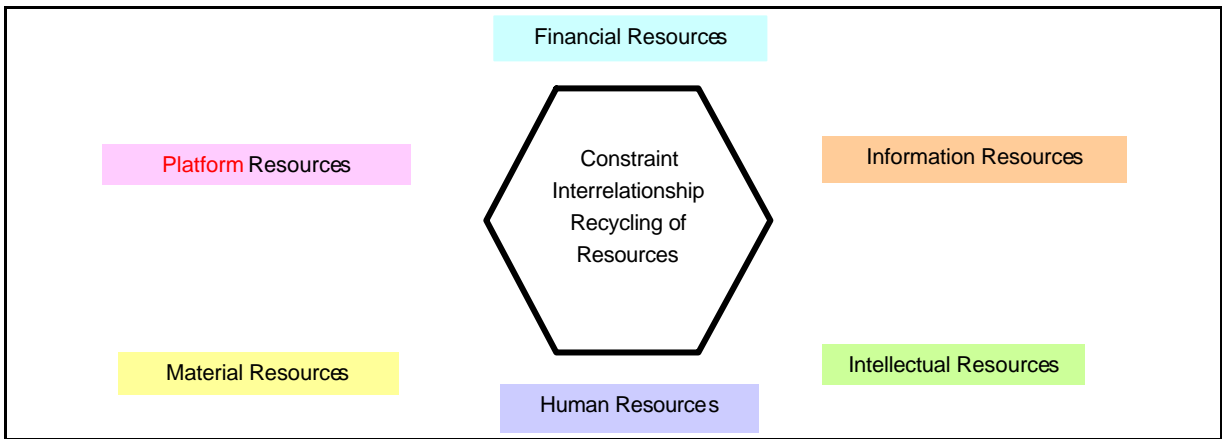 Financial Resources
Platform Resources
Information Resources
Constraint
Interrelationship
Recycling of
Resources
Material Resources
Intellectual Resources
Human Resources